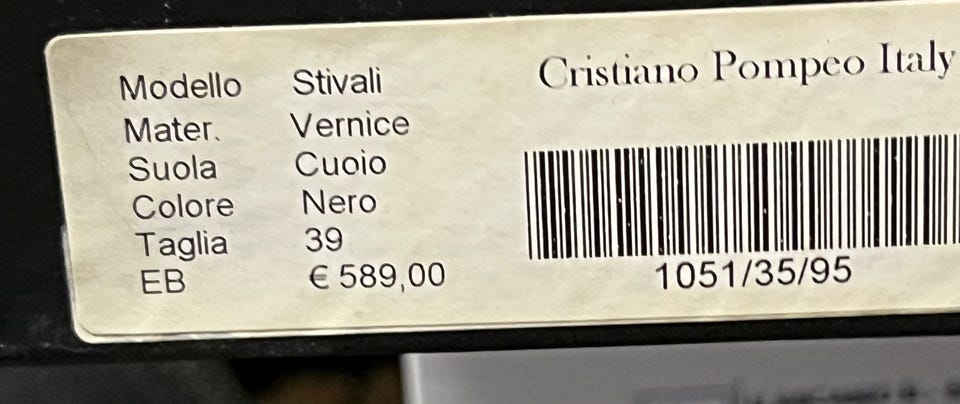 Modello Stivali
Mater. Vernice
Suola Cuoio
Colore Nero
Taglia 39
EB € 589,00
Cristiano Pompeo Italy
1051/35/95